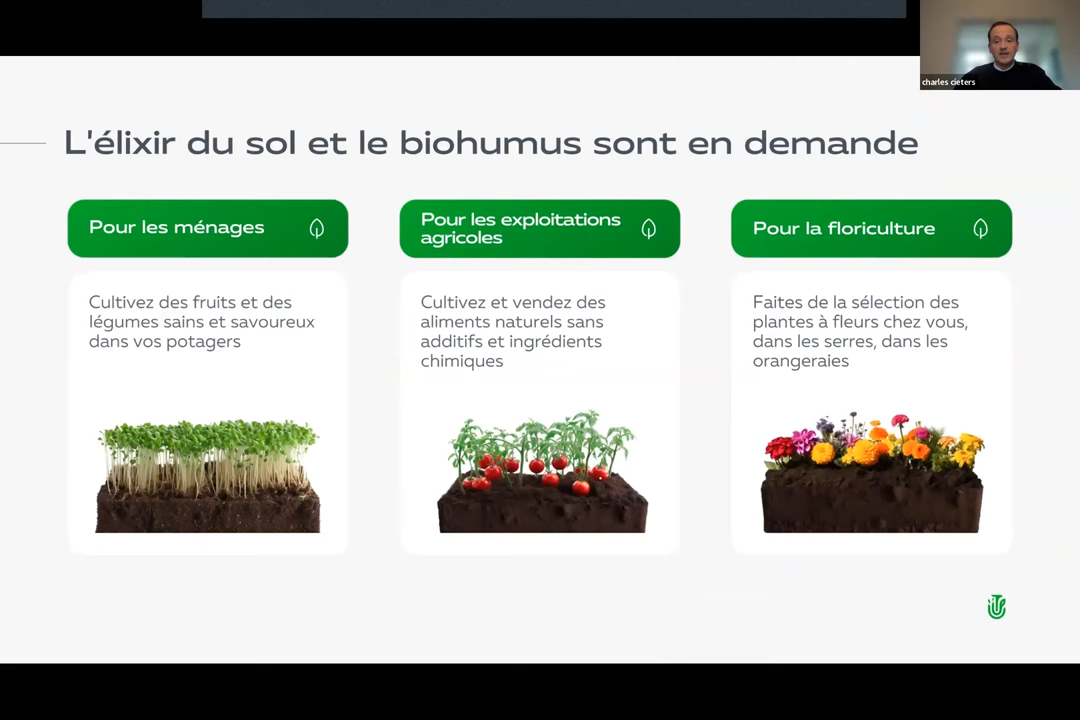 charles cieters
L'élixir du sol et le biohumus sont en demande
Pour les ménages
Cultivez des fruits et des
légumes sains et savoureux
dans vos potagers
Pour les exploitations
agricoles
Cultivez et vendez des
aliments naturels sans
additifs et ingrédients
chimiques
Pour la floriculture
Faites de la sélection des
plantes à fleurs chez vous,
dans les serres, dans les
orangeraies